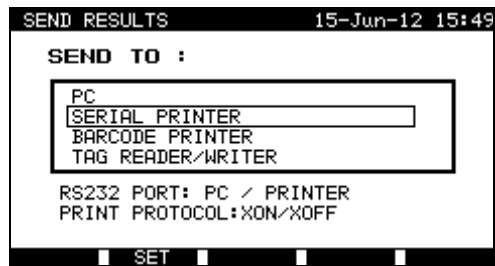 SEND RESULTS 15-Jun-12 15:49
SEND TO :
PC
SERIAL PRINTER
BARCODE PRINTER
TAG READER/WRITER
RS232 PORT: PC / PRINTER
PRINT PROTOCOL:XON/XOFF
SET